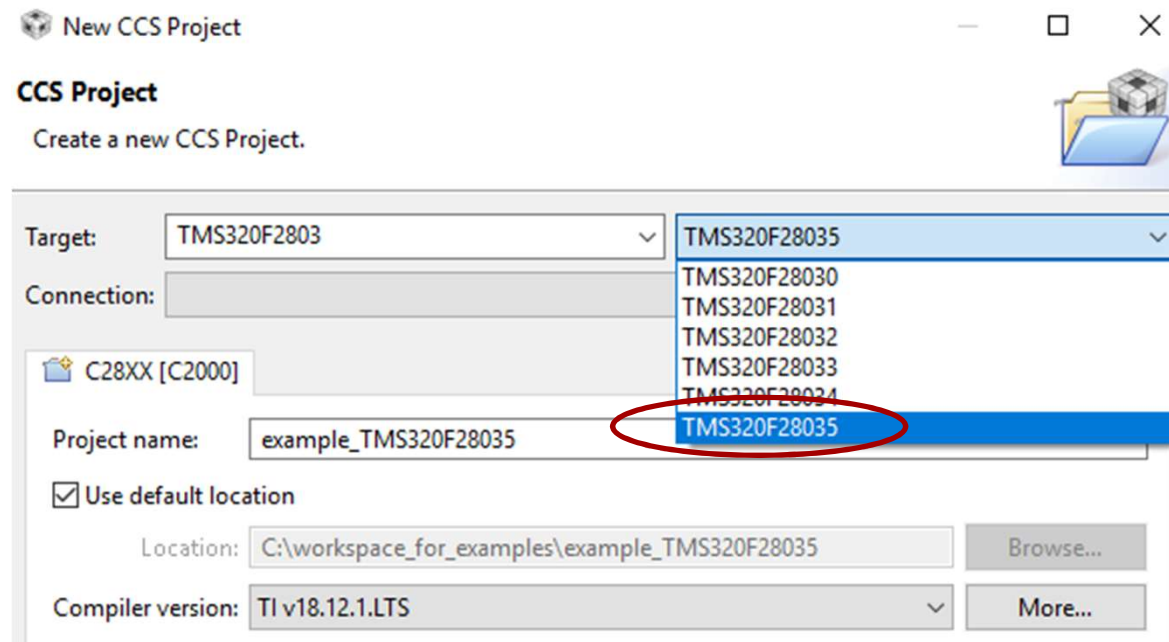 New CCS Project
CCS Project
Create a new CCS Project.
Target: TMS320F2803 TMS320F28035
Connection:
TMS320F28030
TMS320F28031
TMS320F28032
TMS320F28033
TMS320F28034
TMS320F28035
C28XX [C2000]
Project name: example_TMS320F28035
Use default location
Location: C:\workspace_for_examples\example_TMS320F28035 Browse...
Compiler version: TI v18.12.1.LTS More...